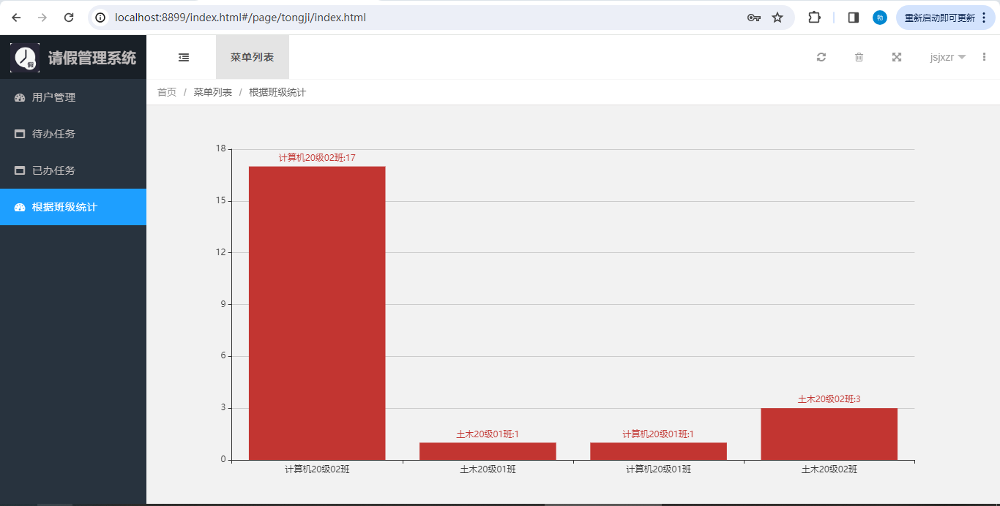 localhost:8899/index.html#/page/tongji/index.html
勃
重新启动即可更新
假
请假管理系统
菜单列表
jsjxzr
用户管理
首页 / 菜单列表 / 根据班级统计
待办任务
已办任务
根据班级统计
18
15
12
9
6
3
0
计算机20级02班:17
土木20级01班:1
计算机20级01班:1
土木20级02班:3
计算机20级02班
土木20级01班
计算机20级01班
土木20级02班